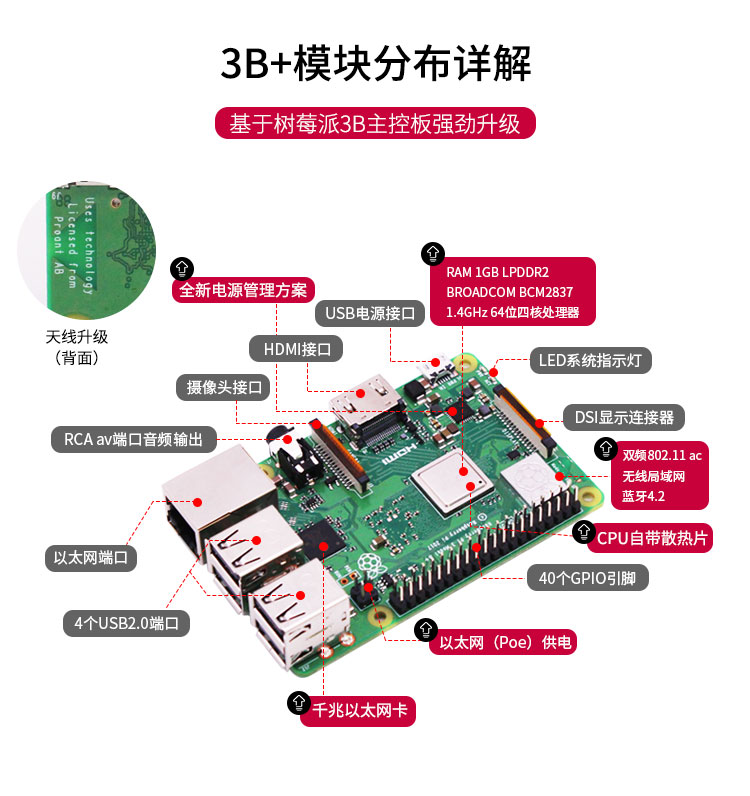 3B+模块分布详解
基于树莓派3B主控板强劲升级
Uses technology
Licensed from
Proant AB
天线升级
（背面）
全新电源管理方案
USB电源接口
RAM 1GB LPDDR2
BROADCOM BCM2837
1.4GHz 64位四核处理器
HDMI接口
LED系统指示灯
摄像头接口
DSI显示连接器
RCA av端口音频输出
双频802.11 ac
无线局域网
蓝牙4.2
HDMI
CPU自带散热片
以太网端口
40个GPIO引脚
4个USB2.0端口
以太网（Poe）供电
千兆以太网卡